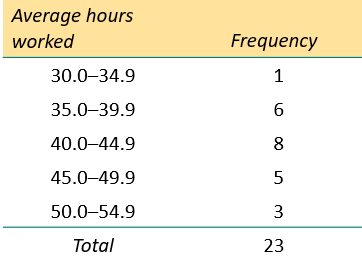 Average hours
worked Frequency
30.0–34.9 1
35.0–39.9 6
40.0–44.9 8
45.0–49.9 5
50.0–54.9 3
Total 23